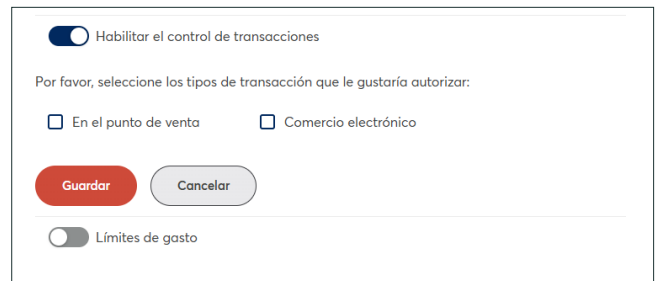 Habilitar el control de transacciones
Por favor, seleccione los tipos de transacción que le gustaría autorizar:
En el punto de venta
Comercio electrónico
Guardar
Cancelar
Límites de gasto